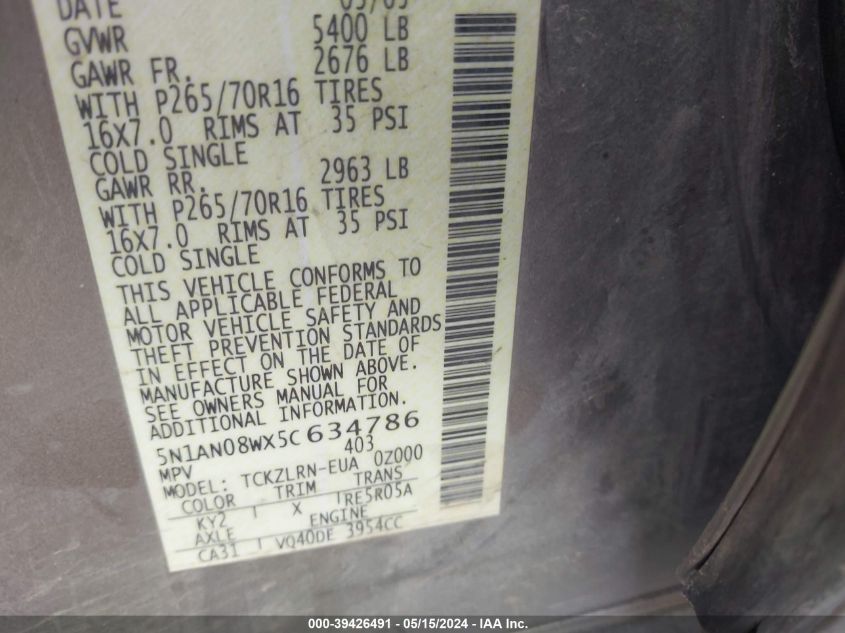 DATE 05/05
GVWR 5400 LB
GAWR FR. 2676 LB
WITH P265/70R16 TIRES
16X7.0 RIMS AT 35 PSI
COLD SINGLE
GAWR RR. 2963 LB
WITH P265/70R16 TIRES
16X7.0 RIMS AT 35 PSI
COLD SINGLE
THIS VEHICLE CONFORMS TO
ALL APPLICABLE FEDERAL
MOTOR VEHICLE SAFETY AND
THEFT PREVENTION STANDARDS
IN EFFECT ON THE DATE OF
MANUFACTURE SHOWN ABOVE.
SEE OWNERS MANUAL FOR
ADDITIONAL INFORMATION.
5N1AN08WX5C634786
MPV 403
MODEL: TCKZLRN-EUA 0Z000
COLOR TRIM TRANS
KY2 X RE5R05A
AXLE ENGINE
CA31 VQ40DE 3954CC
000-39426491 - 05/15/2024 - IAA Inc.